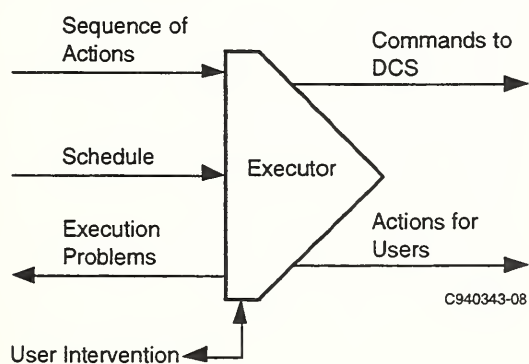 Sequence of
Actions
Commands to
DCS
Schedule
Executor
Execution
Problems
Actions for
Users
C940343-08
User Intervention